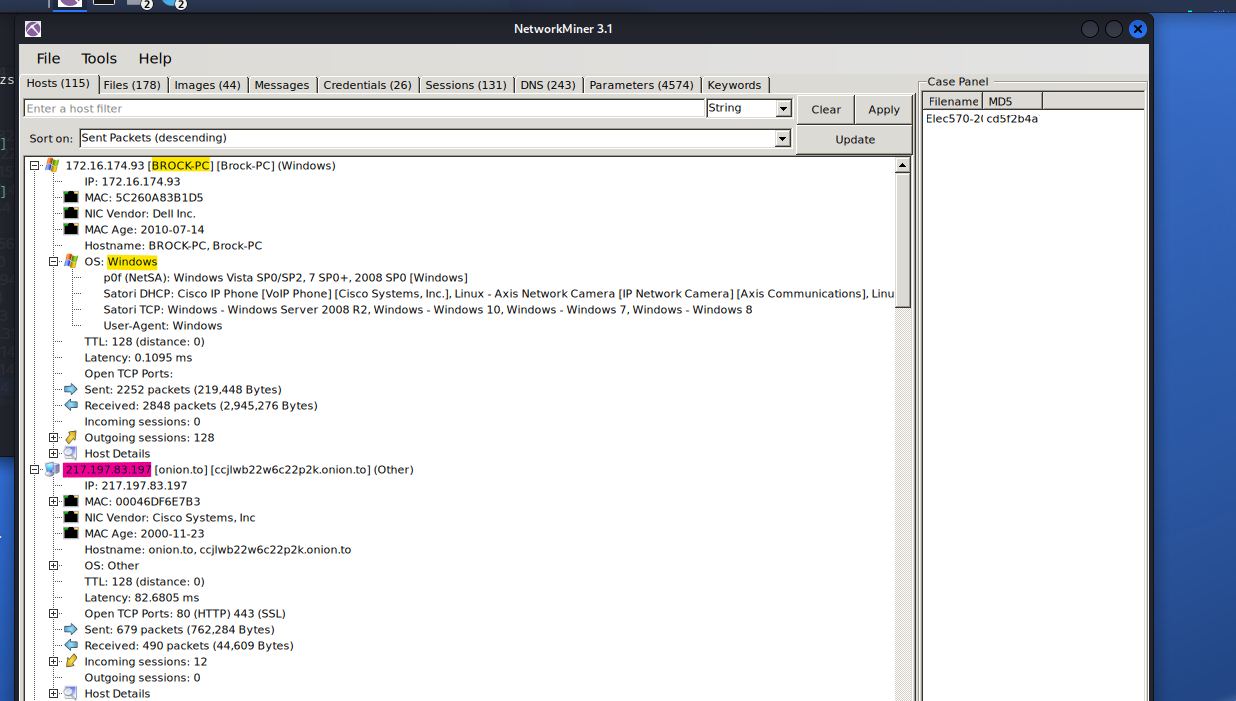 2
2
NetworkMiner 3.1
File Tools Help
Hosts (115) Files (178) Images (44) Messages Credentials (26) Sessions (131) DNS (243) Parameters (4574) Keywords
Enter a host filter String Clear Apply
Sort on: Sent Packets (descending) Update
172.16.174.93 [BROCK-PC] [Brock-PC] (Windows)
IP: 172.16.174.93
MAC: 5C260A83B1D5
NIC Vendor: Dell Inc.
MAC Age: 2010-07-14
Hostname: BROCK-PC, Brock-PC
OS: Windows
p0f (NetSA): Windows Vista SP0/SP2, 7 SP0+, 2008 SP0 [Windows]
Satori DHCP: Cisco IP Phone [VoIP Phone] [Cisco Systems, Inc.], Linux - Axis Network Camera [IP Network Camera] [Axis Communications], Linu
Satori TCP: Windows - Windows Server 2008 R2, Windows - Windows 10, Windows - Windows 7, Windows - Windows 8
User-Agent: Windows
TTL: 128 (distance: 0)
Latency: 0.1095 ms
Open TCP Ports:
Sent: 2252 packets (219,448 Bytes)
Received: 2848 packets (2,945,276 Bytes)
Incoming sessions: 0
Outgoing sessions: 128
Host Details
217.197.83.197 [onion.to] [ccjlwb22w6c22p2k.onion.to] (Other)
IP: 217.197.83.197
MAC: 00046DF6E7B3
NIC Vendor: Cisco Systems, Inc
MAC Age: 2000-11-23
Hostname: onion.to, ccjlwb22w6c22p2k.onion.to
OS: Other
TTL: 128 (distance: 0)
Latency: 82.6805 ms
Open TCP Ports: 80 (HTTP) 443 (SSL)
Sent: 679 packets (762,284 Bytes)
Received: 490 packets (44,609 Bytes)
Incoming sessions: 12
Outgoing sessions: 0
Host Details
Case Panel
Filename MD5
Elec570-2( cd5f2b4a